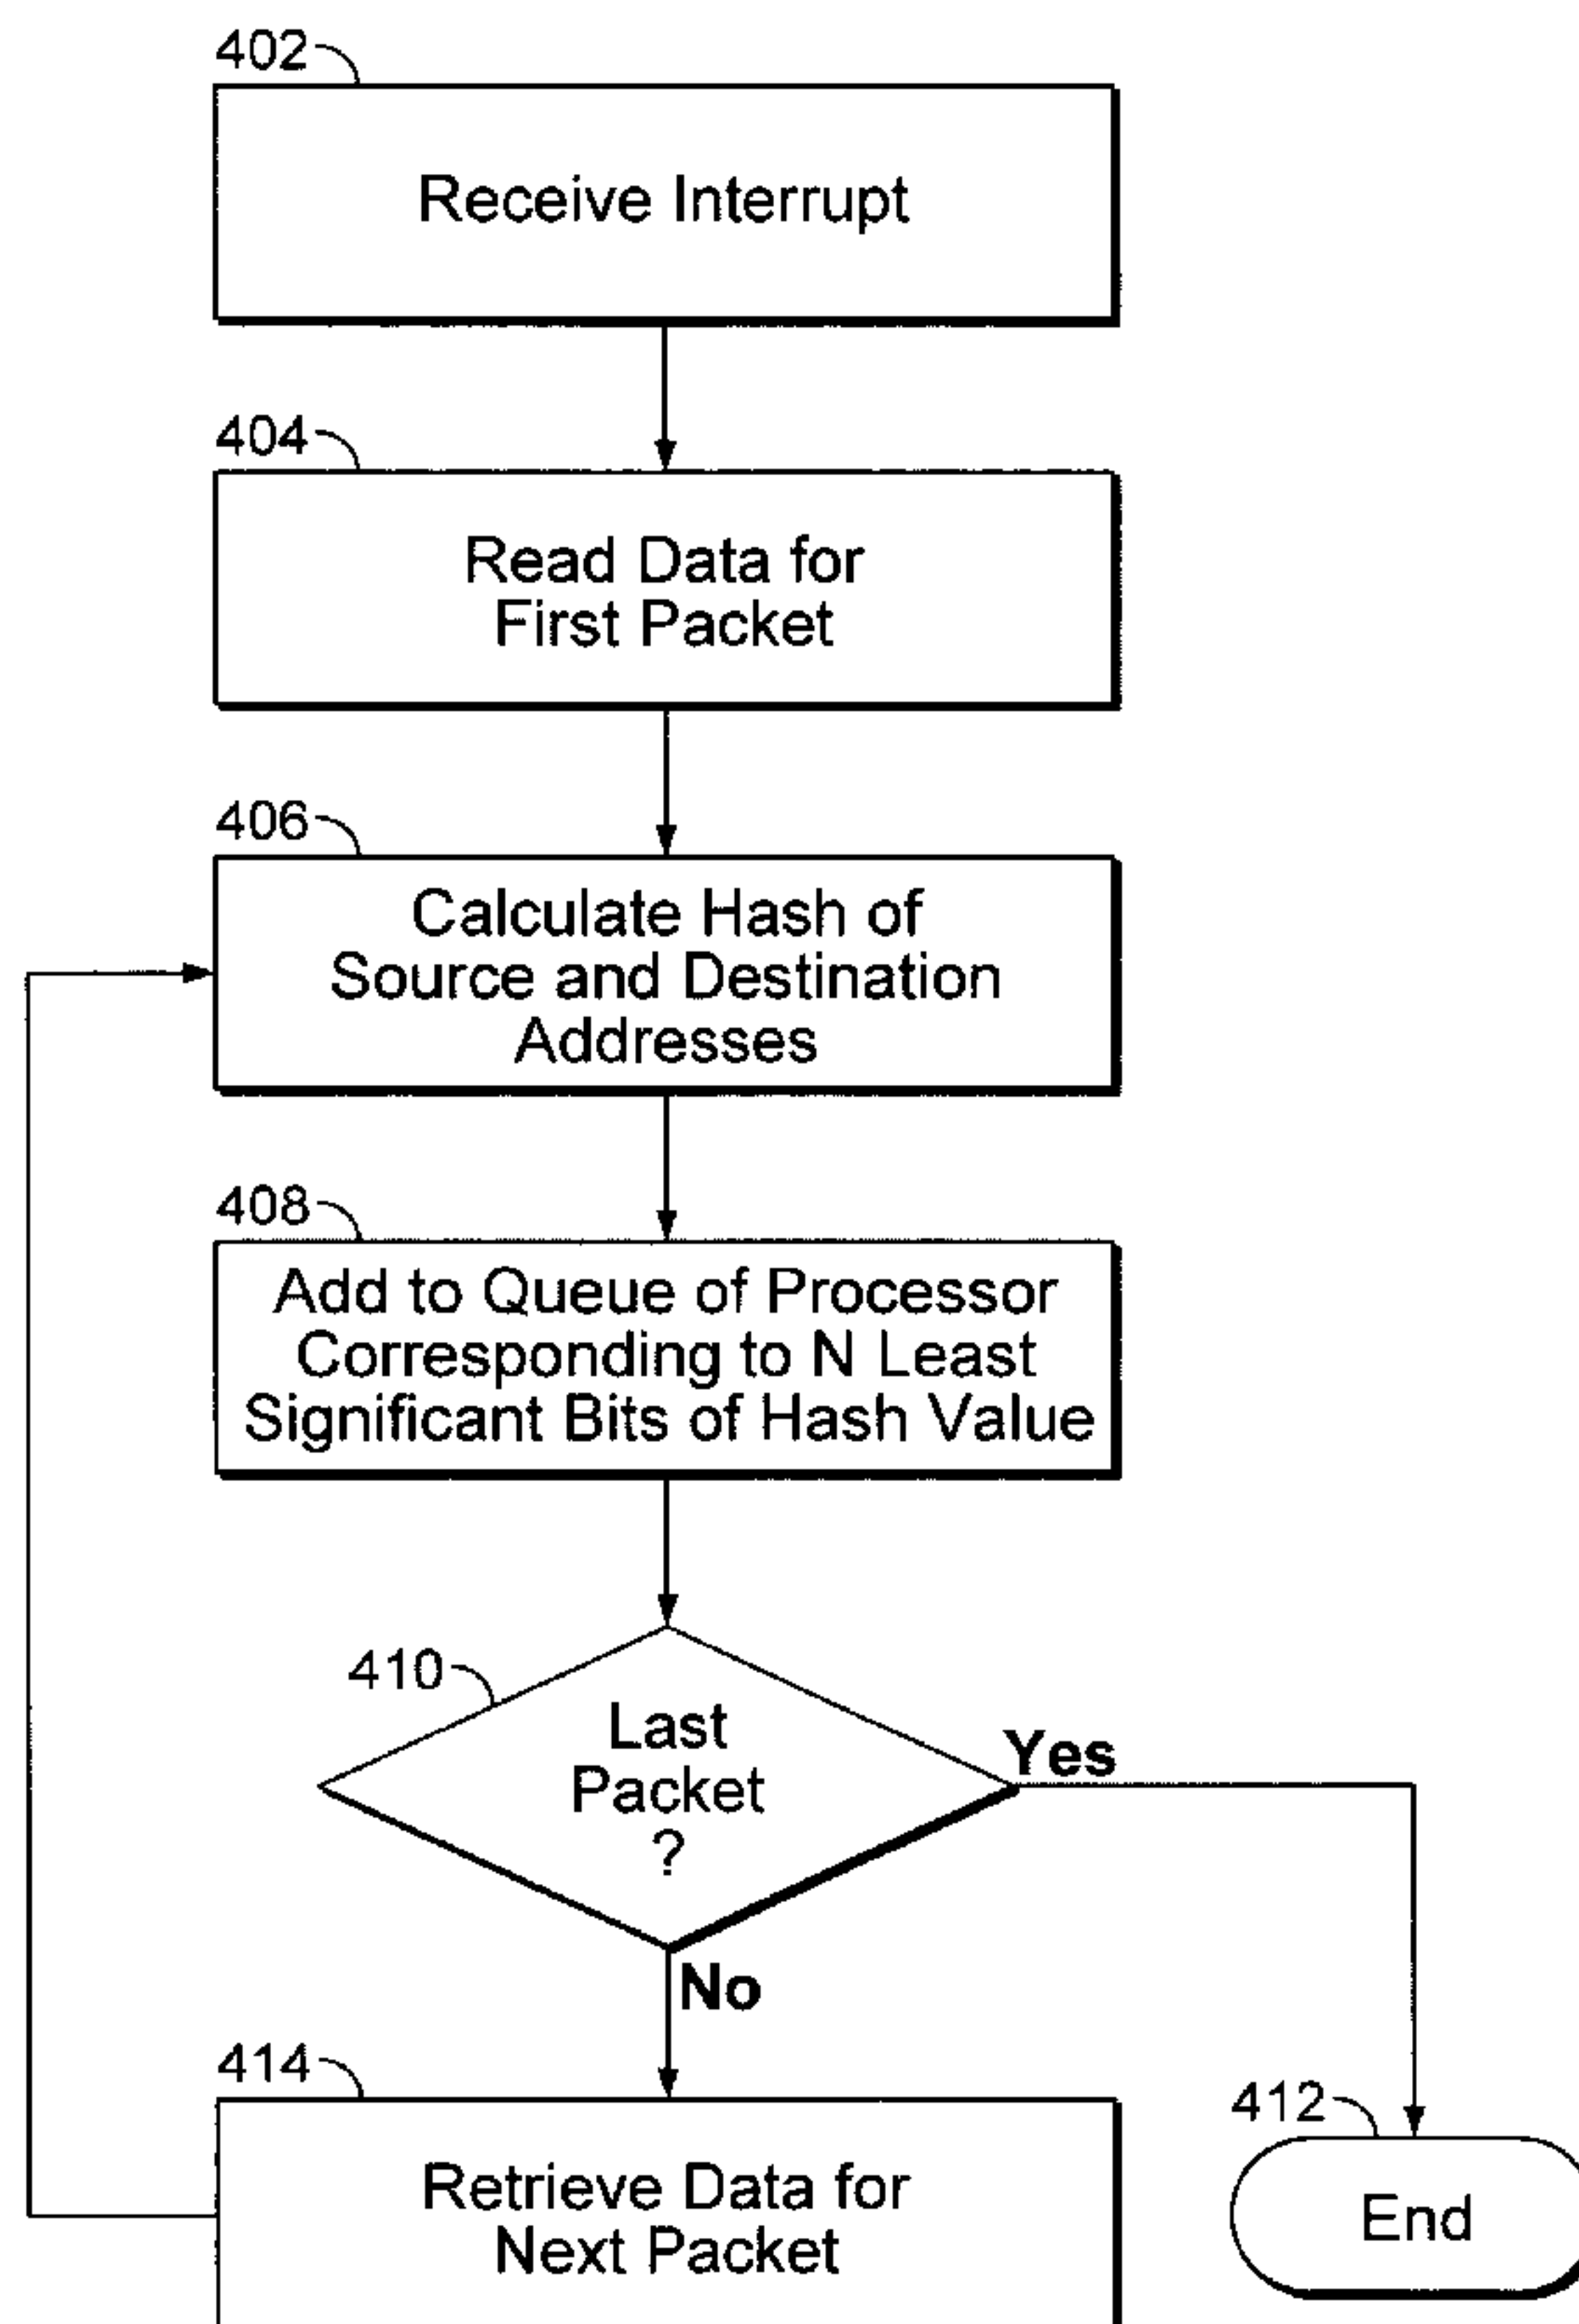 402
Receive Interrupt
404
Read Data for
First Packet
406
Calculate Hash of
Source and Destination
Addresses
408
Add to Queue of Processor
Corresponding to N Least
Significant Bits of Hash Value
410
Last
Packet
?
Yes
No
414
Retrieve Data for
Next Packet
412
End